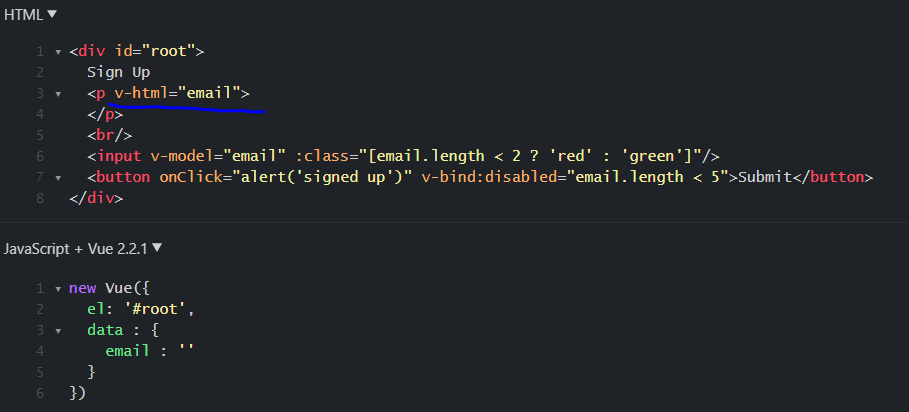 HTML▼
1 ▾ <div id="root">
2 Sign Up
3 ▾ <p v-html="email">
4 </p>
5 <br/>
6 <input v-model="email" :class="[email.length < 2 ? 'red' : 'green']"/>
7 ▾ <button onClick="alert('signed up')" v-bind:disabled="email.length < 5">Submit</button>
8 </div>
JavaScript + Vue 2.2.1▼
1 ▾ new Vue({
2 el: '#root',
3 ▾ data : {
4 email : ''
5 }
6 })